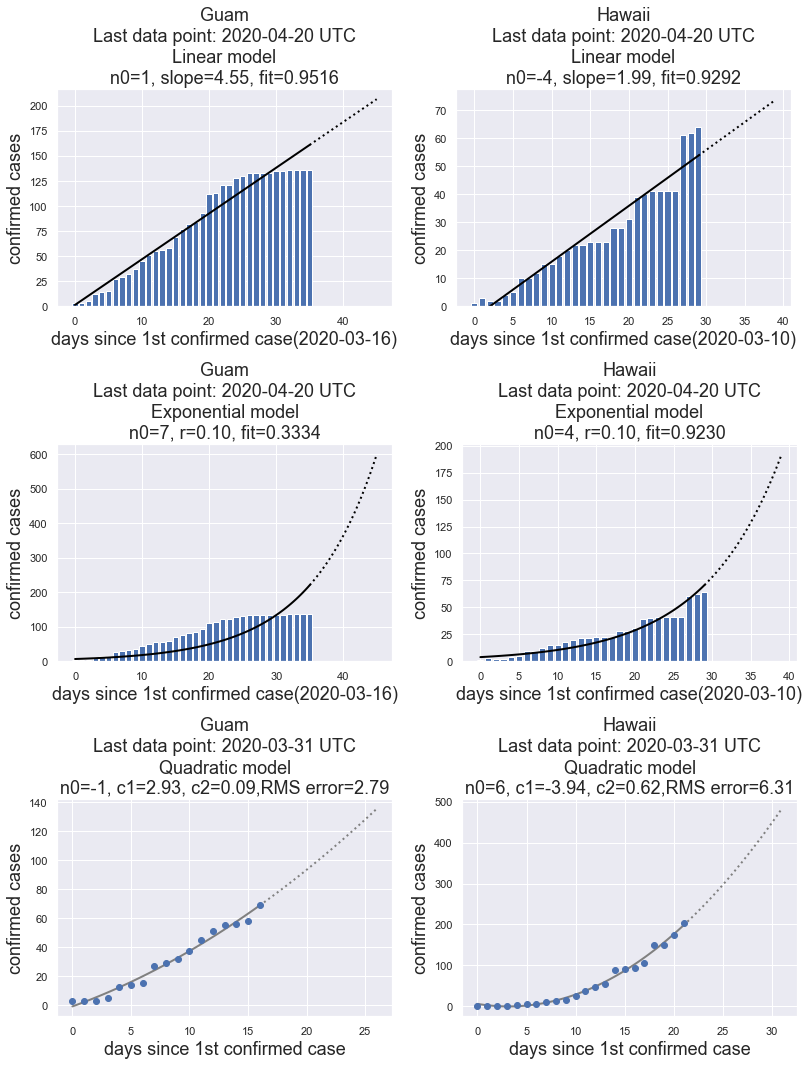 Guam
Last data point: 2020-04-20 UTC
Linear model
n0=1, slope=4.55, fit=0.9516
200
175
150
125
100
75
50
25
0
confirmed cases
0 10 20 30 40
days since 1st confirmed case(2020-03-16)
Hawaii
Last data point: 2020-04-20 UTC
Linear model
n0=-4, slope=1.99, fit=0.9292
70
60
50
40
30
20
10
0
confirmed cases
0 5 10 15 20 25 30 35 40
days since 1st confirmed case(2020-03-10)
Guam
Last data point: 2020-04-20 UTC
Exponential model
n0=7, r=0.10, fit=0.3334
600
500
400
300
200
100
0
confirmed cases
0 10 20 30 40
days since 1st confirmed case(2020-03-16)
Hawaii
Last data point: 2020-04-20 UTC
Exponential model
n0=4, r=0.10, fit=0.9230
200
175
150
125
100
75
50
25
0
confirmed cases
0 5 10 15 20 25 30 35 40
days since 1st confirmed case(2020-03-10)
Guam
Last data point: 2020-03-31 UTC
Quadratic model
n0=-1, c1=2.93, c2=0.09,RMS error=2.79
140
120
100
80
60
40
20
0
confirmed cases
0 5 10 15 20 25
days since 1st confirmed case
Hawaii
Last data point: 2020-03-31 UTC
Quadratic model
n0=6, c1=-3.94, c2=0.62,RMS error=6.31
500
400
300
200
100
0
confirmed cases
0 5 10 15 20 25 30
days since 1st confirmed case